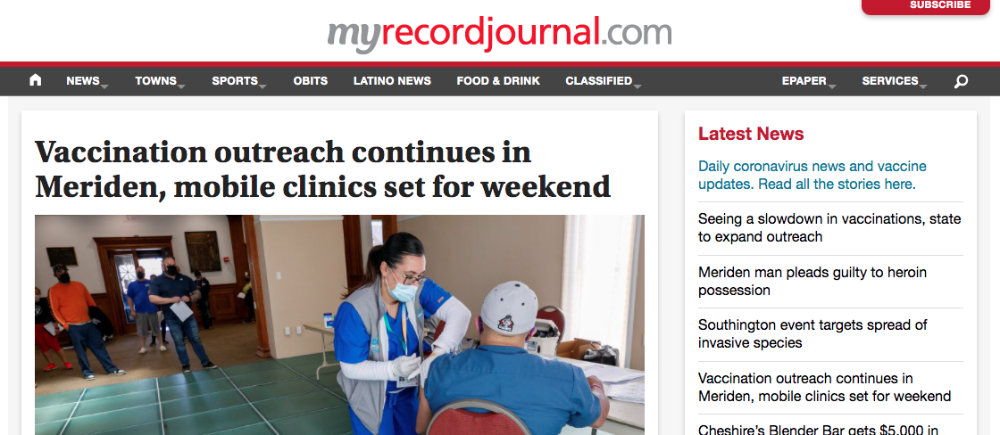 SUBSCRIBE
myrecordjournal.com
NEWS TOWNS SPORTS OBITS LATINO NEWS FOOD & DRINK CLASSIFIED EPAPER SERVICES
Vaccination outreach continues in
Meriden, mobile clinics set for weekend
Latest News
Daily coronavirus news and vaccine
updates. Read all the stories here.
Seeing a slowdown in vaccinations, state
to expand outreach
Meriden man pleads guilty to heroin
possession
Southington event targets spread of
invasive species
Vaccination outreach continues in
Meriden, mobile clinics set for weekend
Cheshire's Blender Bar gets $5,000 in